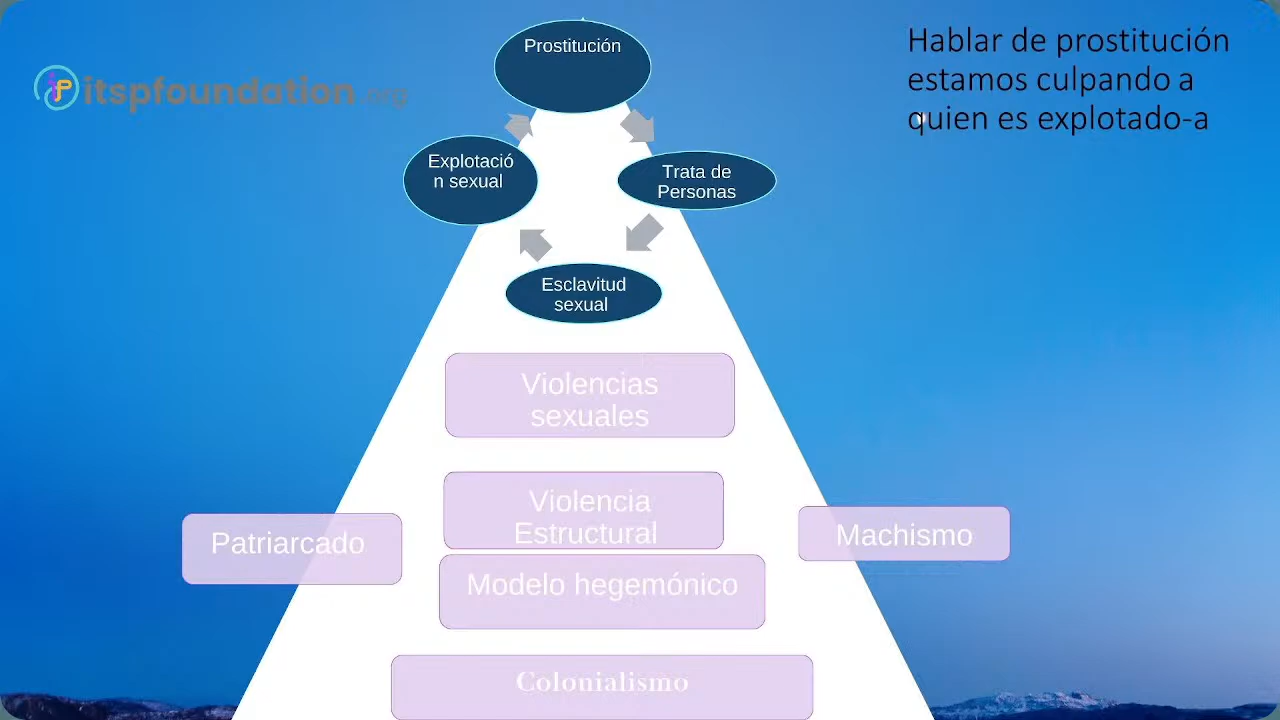 Prostitución
Hablar de prostitución
estamos culpando a
quien es explotado-a
itspfoundation.org
Explotació
n sexual
Trata de
Personas
Esclavitud
sexual
Violencias
sexuales
Violencia
Estructural
Patriarcado
Machismo
Modelo hegemónico
Colonialismo